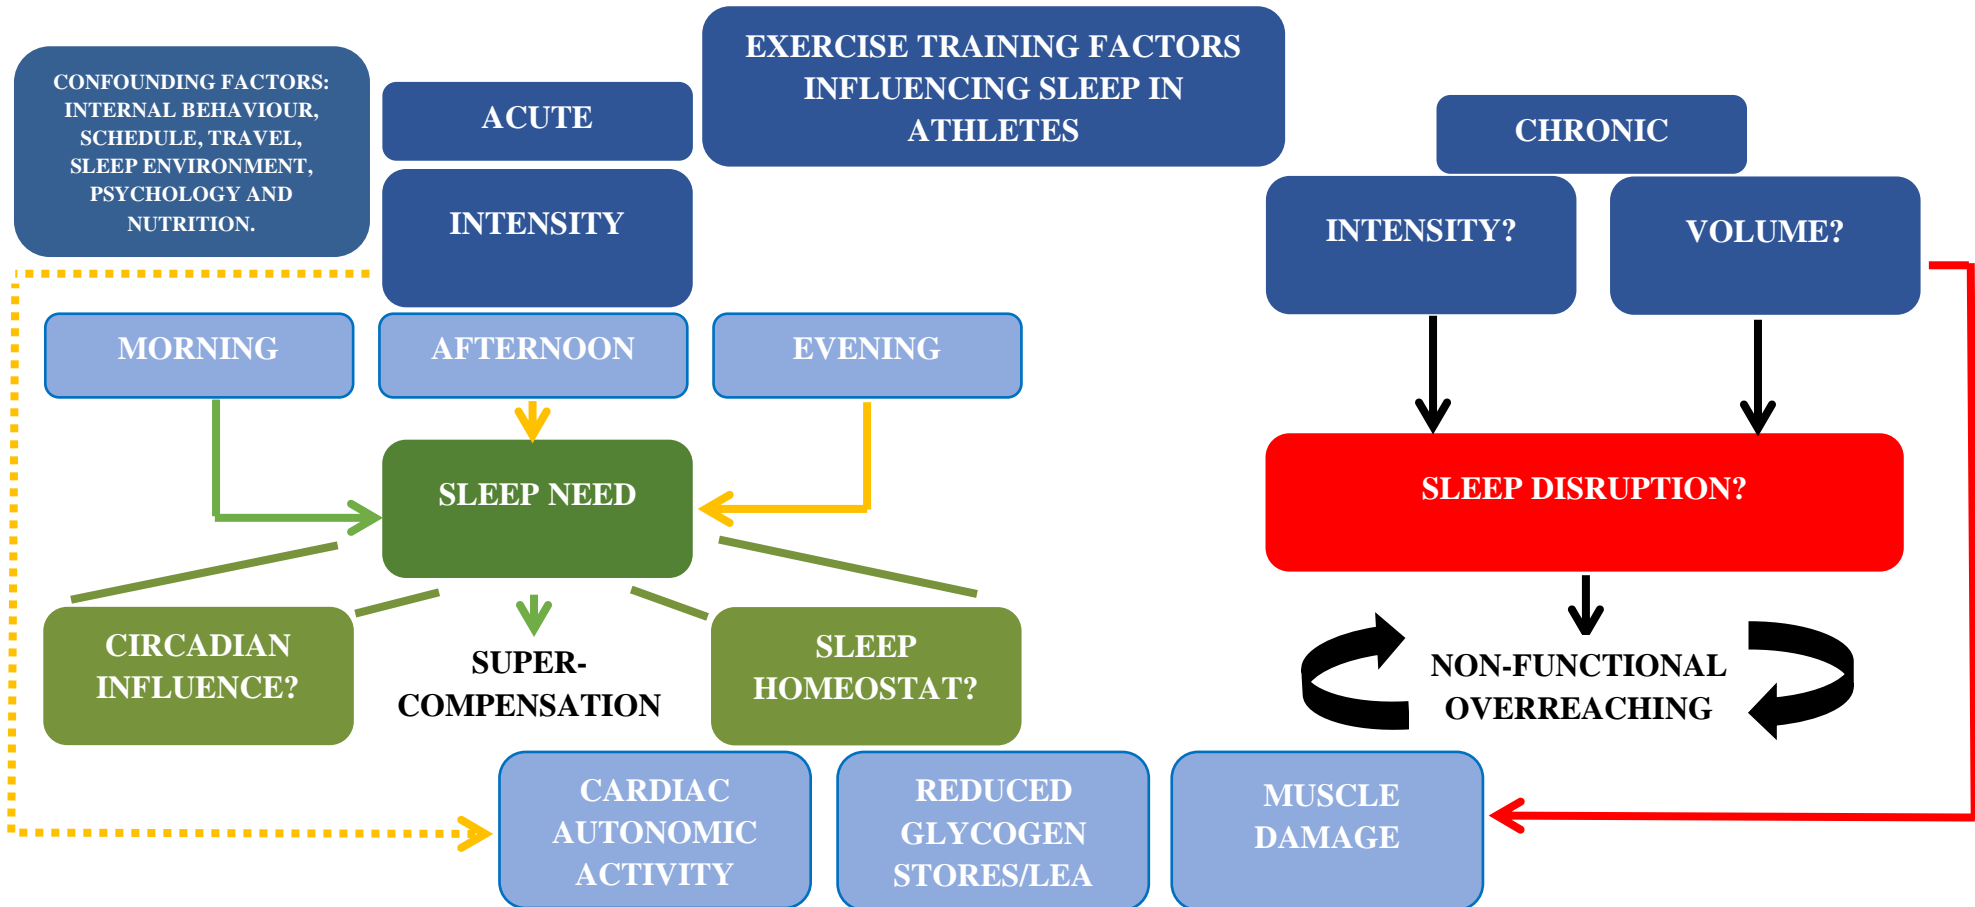 EXERCISE TRAINING FACTORS
INFLUENCING SLEEP IN
ATHLETES
CONFOUNDING FACTORS:
INTERNAL BEHAVIOUR,
SCHEDULE, TRAVEL,
SLEEP ENVIRONMENT,
PSYCHOLOGY AND
NUTRITION.
ACUTE
INTENSITY
CHRONIC
INTENSITY?
VOLUME?
MORNING
AFTERNOON
EVENING
SLEEP NEED
SLEEP DISRUPTION?
CIRCADIAN
INFLUENCE?
SUPER-
COMPENSATION
SLEEP
HOMEOSTAT?
NON-FUNCTIONAL
OVERREACHING
CARDIAC
AUTONOMIC
ACTIVITY
REDUCED
GLYCOGEN
STORES/LEA
MUSCLE
DAMAGE